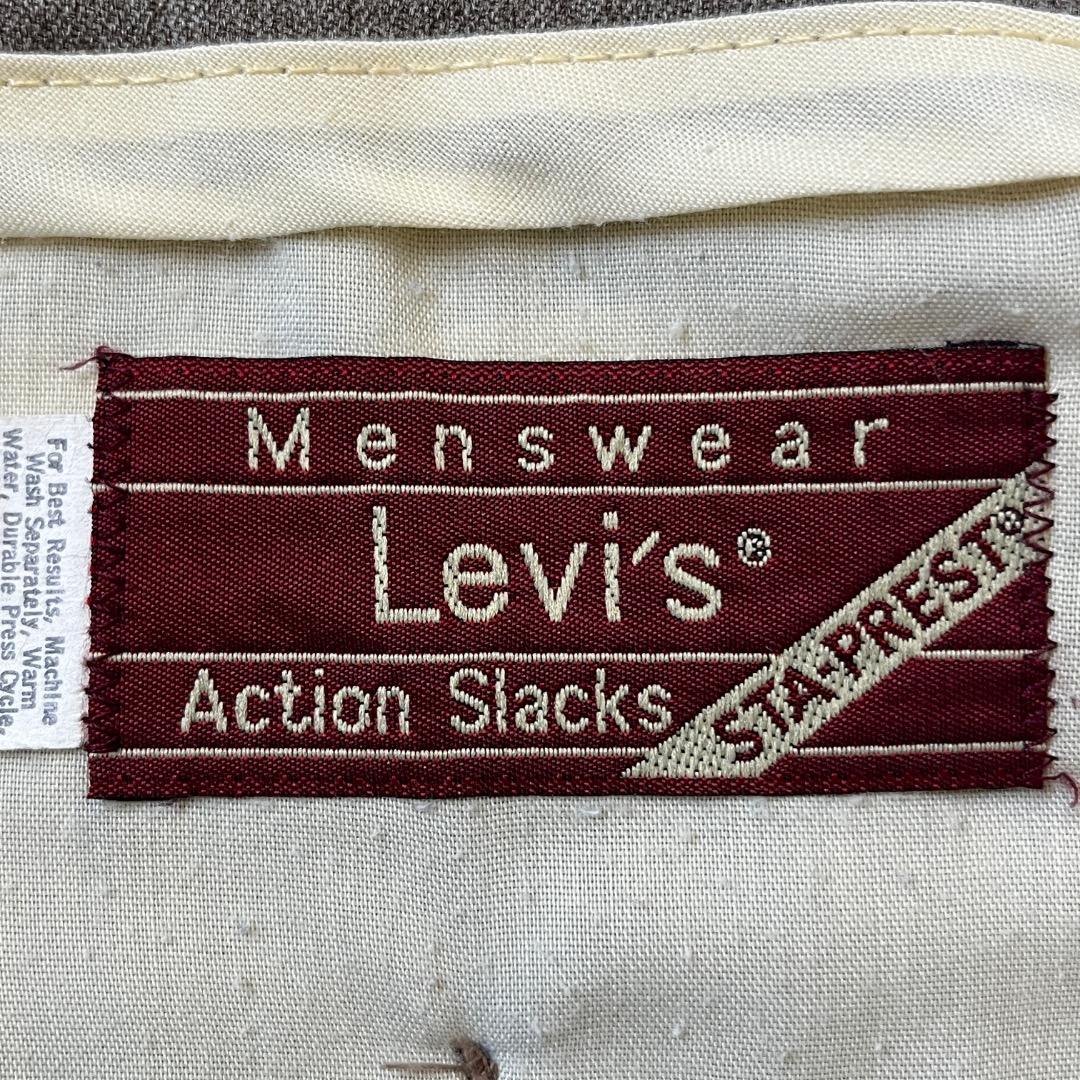 Menswear
Levi's®
Action Slacks
STA-PREST®
For Best Results, Machine
Wash Separately, Warm
Water, Durable Press Cycle.